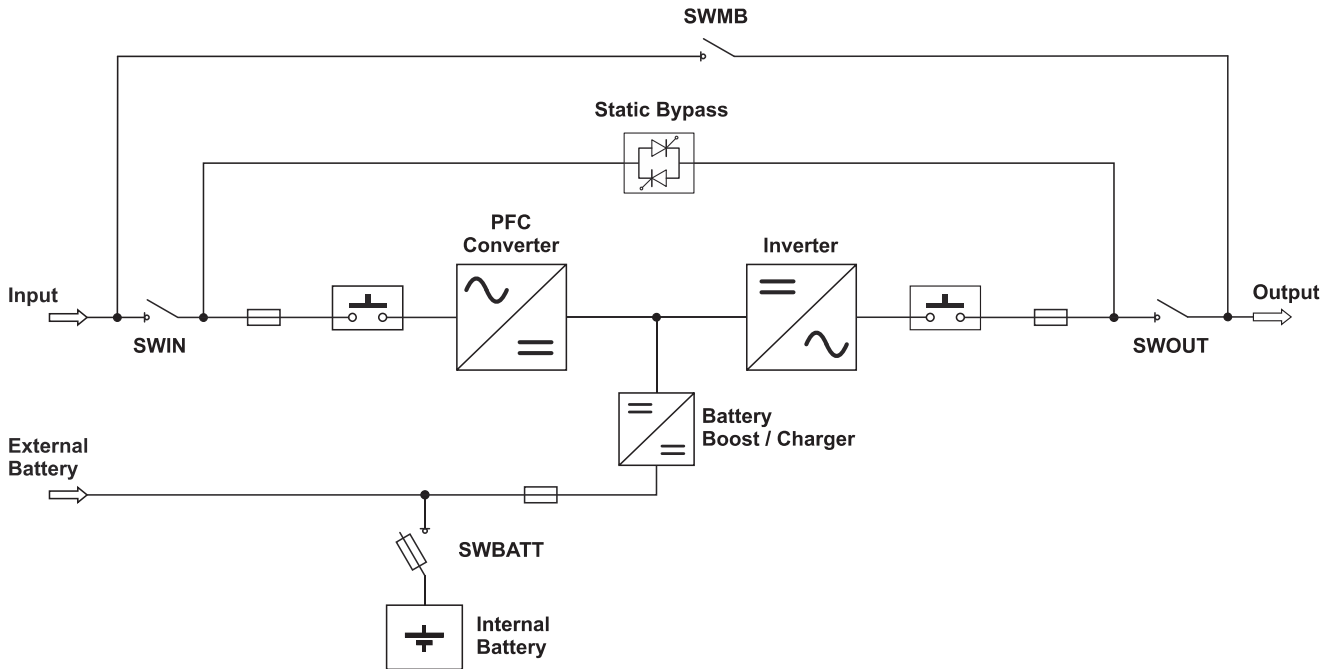 SWMB
Static Bypass
PFC
Converter
Inverter
Input
Output
SWIN
SWOUT
Battery
Boost / Charger
External
Battery
SWBATT
Internal
Battery